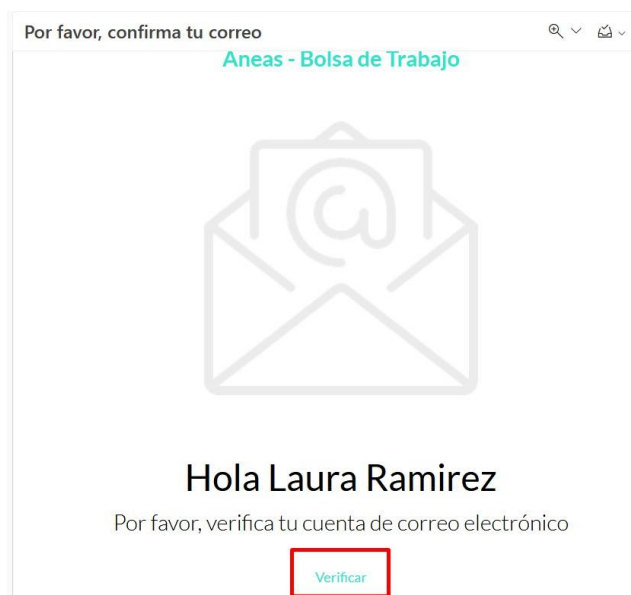 Por favor, confirma tu correo
Aneas - Bolsa de Trabajo
Hola Laura Ramirez
Por favor, verifica tu cuenta de correo electrónico
Verificar